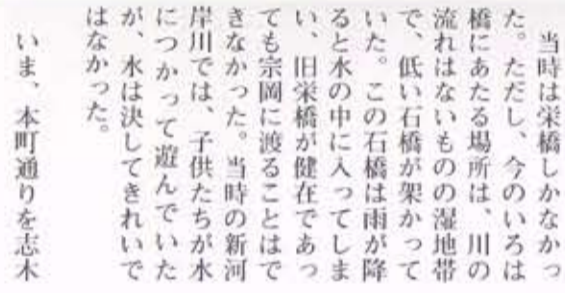 当時は栄橋しかなかっ
た。ただし、今のいろは
橋にあたる場所は、川の
流れはないものの湿地帯
で、低い石橋が架かって
いた。この石橋は雨が降
ると水の中に入ってしま
い、旧栄橋が健在であっ
ても宗岡に渡ることはで
きなかった。当時の新河
岸川では、子供たちが水
につかって遊んでいた
が、水は決してきれいで
はなかった。
いま、本町通りを志木